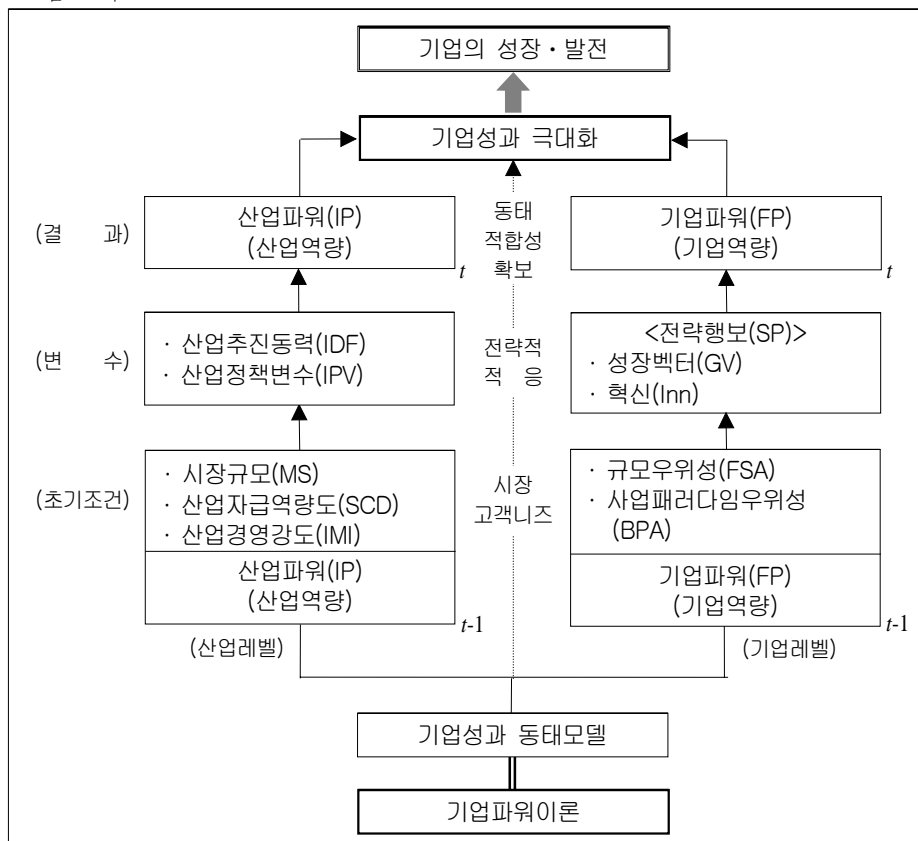 기업의 성장·발전
기업성과 극대화
(결 과)
산업파워(IP)
(산업역량)
t
동태
적합성
확보
기업파워(FP)
(기업역량)
t
(변 수)
· 산업추진동력(IDF)
· 산업정책변수(IPV)
전략적
적 응
<전략행보(SP)>
· 성장벡터(GV)
· 혁신(Inn)
(초기조건)
· 시장규모(MS)
· 산업자급역량도(SCD)
· 산업경영강도(IMI)
산업파워(IP)
(산업역량)
t-1
시장
고객니즈
· 규모우위성(FSA)
· 사업패러다임우위성
(BPA)
기업파워(FP)
(기업역량)
t-1
(산업레벨)
(기업레벨)
기업성과 동태모델
기업파워이론